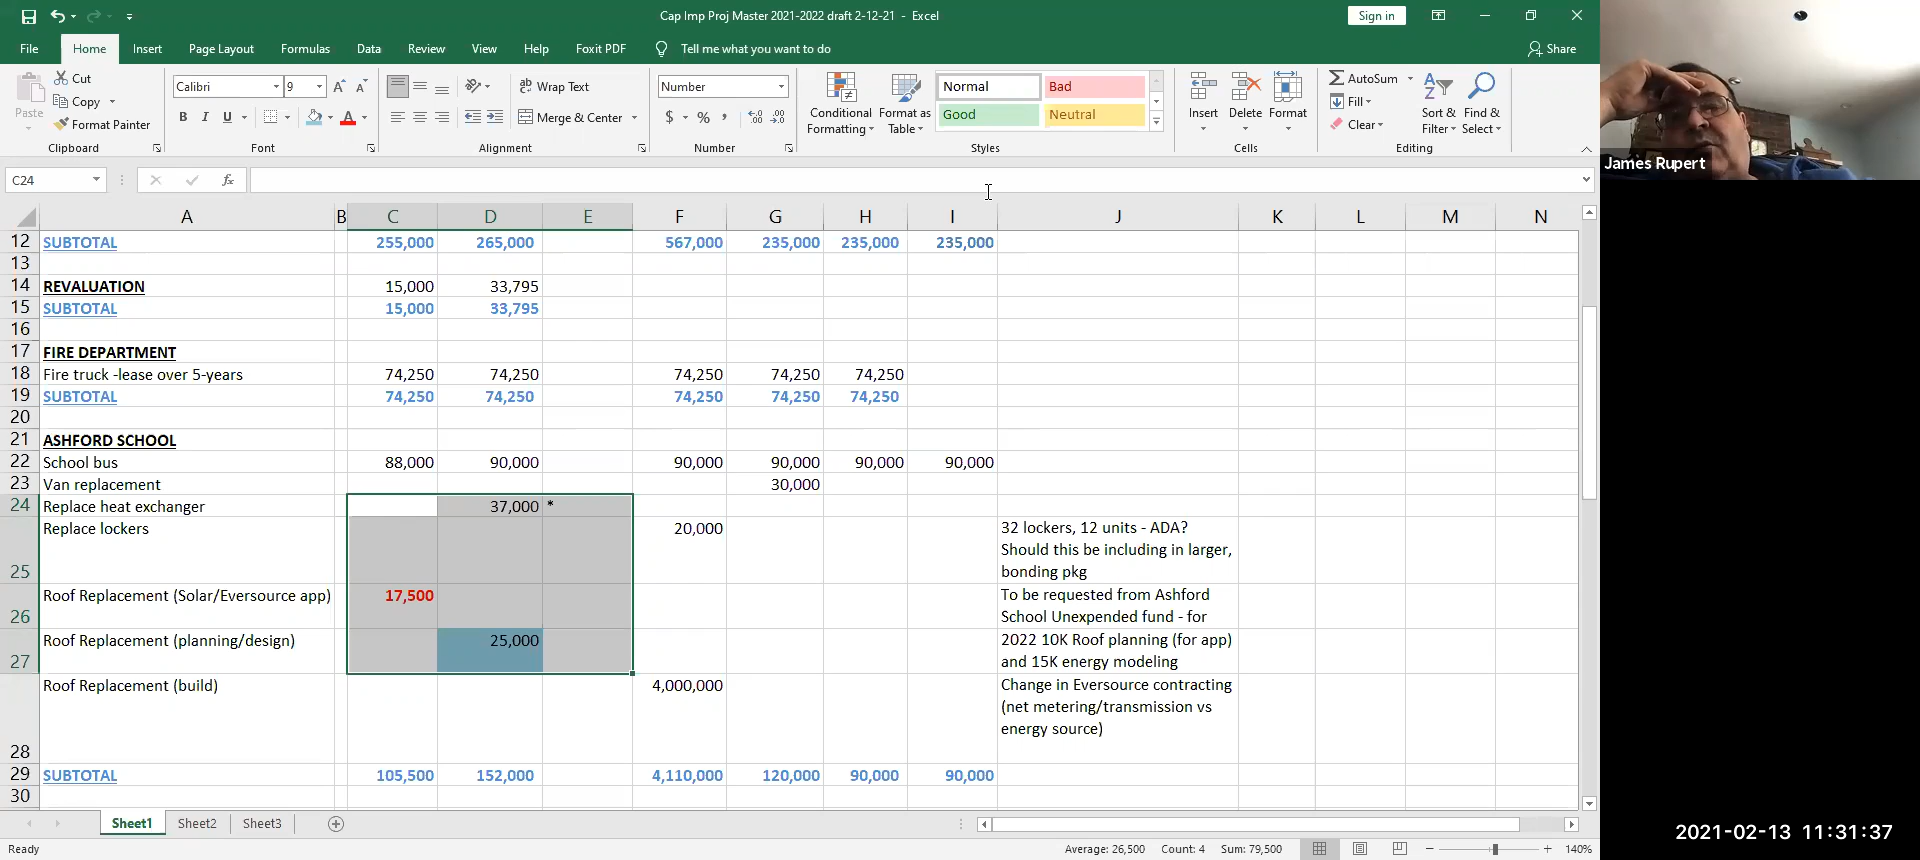 Cap Imp Proj Master 2021-2022 draft 2-12-21 - Excel
Sign in
File Home Insert Page Layout Formulas Data Review View Help Foxit PDF Tell me what you want to do Share
Paste
Cut
Copy
Format Painter
Clipboard
Calibri 9
B I U
Font
Wrap Text
Merge & Center
Alignment
Number
$ % ,
Number
Conditional Formatting
Format as Table
Normal Bad
Good Neutral
Styles
Insert Delete Format
Cells
AutoSum
Fill
Clear
Sort & Filter
Find & Select
Editing
James Rupert
C24 fx
A B C D E F G H I J K L M N
12 SUBTOTAL 255,000 265,000 567,000 235,000 235,000 235,000
13
14 REVALUATION 15,000 33,795
15 SUBTOTAL 15,000 33,795
16
17 FIRE DEPARTMENT
18 Fire truck -lease over 5-years 74,250 74,250 74,250 74,250 74,250
19 SUBTOTAL 74,250 74,250 74,250 74,250 74,250
20
21 ASHFORD SCHOOL
22 School bus 88,000 90,000 90,000 90,000 90,000 90,000
23 Van replacement 30,000
24 Replace heat exchanger 37,000 *
Replace lockers 20,000 32 lockers, 12 units - ADA?
Should this be including in larger,
25 bonding pkg
Roof Replacement (Solar/Eversource app) 17,500 To be requested from Ashford
26 School Unexpended fund - for
Roof Replacement (planning/design) 25,000 2022 10K Roof planning (for app)
27 and 15K energy modeling
Roof Replacement (build) 4,000,000 Change in Eversource contracting
(net metering/transmission vs
energy source)
28
29 SUBTOTAL 105,500 152,000 4,110,000 120,000 90,000 90,000
30
Sheet1 Sheet2 Sheet3
Ready Average: 26,500 Count: 4 Sum: 79,500 140%
2021-02-13 11:31:37